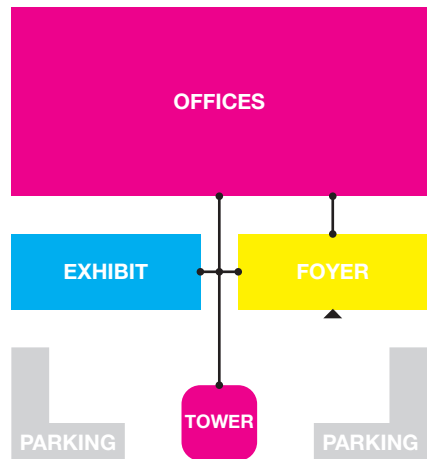 OFFICES
EXHIBIT
FOYER
TOWER
PARKING
PARKING